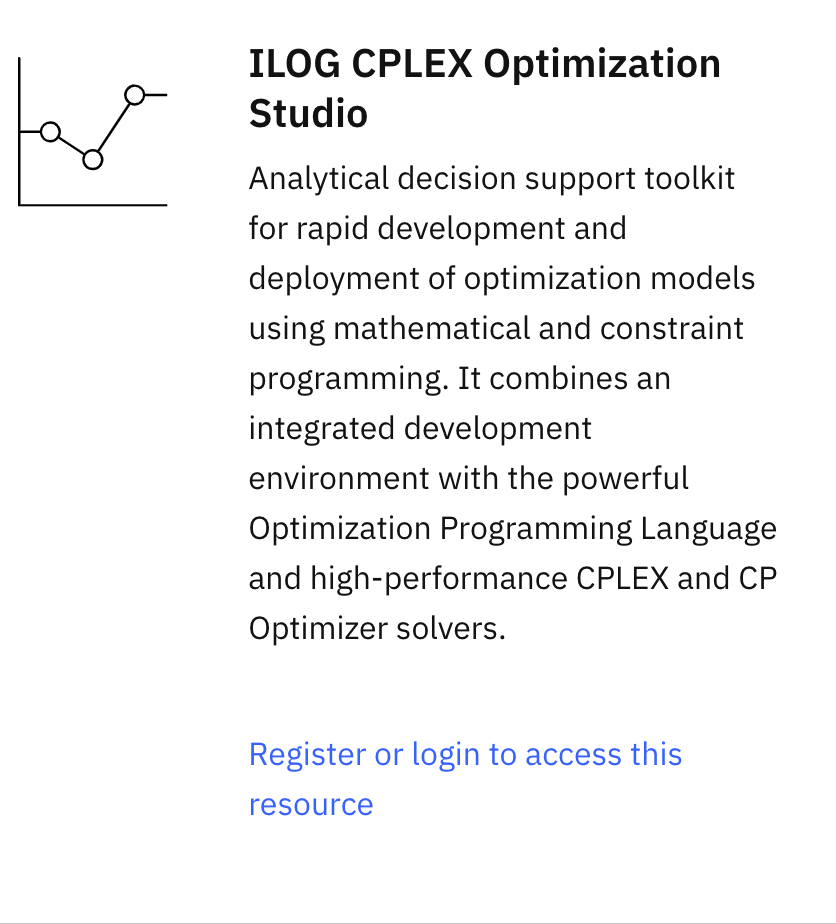 ILOG CPLEX Optimization
Studio
Analytical decision support toolkit
for rapid development and
deployment of optimization models
using mathematical and constraint
programming. It combines an
integrated development
environment with the powerful
Optimization Programming Language
and high-performance CPLEX and CP
Optimizer solvers.
Register or login to access this
resource